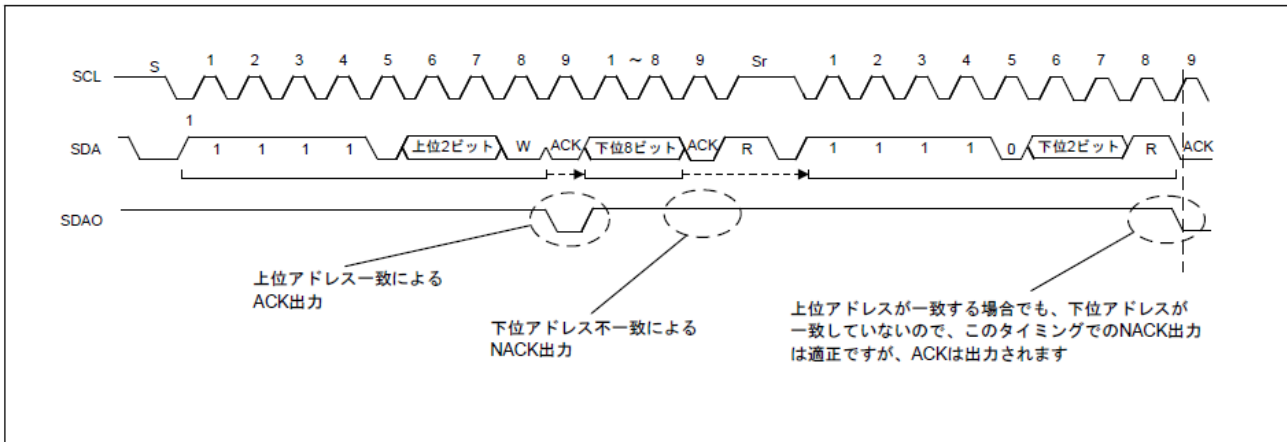 S 1 2 3 4 5 6 7 8 9 1 ~ 8 9 Sr 1 2 3 4 5 6 7 8 9
SCL
1
SDA 1 1 1 1 上位2ビット W ACK 下位8ビット ACK R 1 1 1 1 0 下位2ビット R ACK
SDAO
上位アドレス一致による
ACK出力
下位アドレス不一致による
NACK出力
上位アドレスが一致する場合でも、下位アドレスが
一致していないので、このタイミングでのNACK出力
は適正ですが、ACKは出力されます